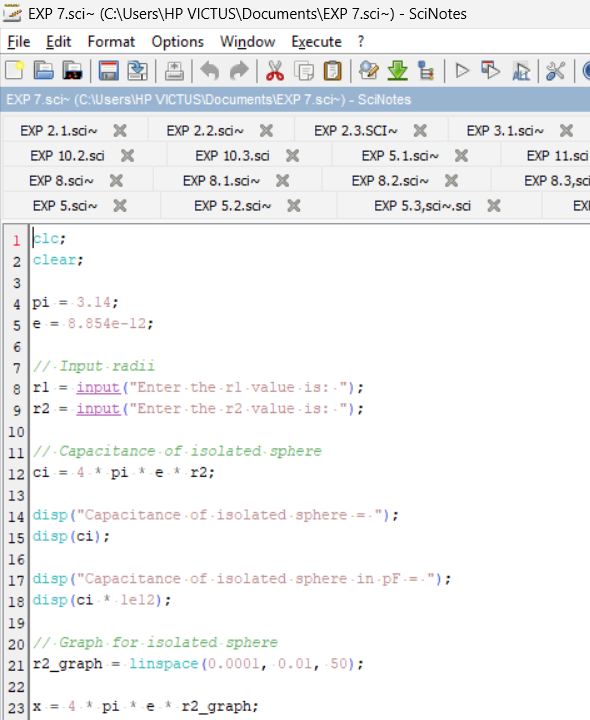 EXP 7.sci~ (C:\Users\HP VICTUS\Documents\EXP 7.sci~) - SciNotes
File Edit Format Options Window Execute ?
EXP 7.sci~ (C:\Users\HP VICTUS\Documents\EXP 7.sci~) - SciNotes
EXP 2.1.sci~ EXP 2.2.sci~ EXP 2.3.SCI~ EXP 3.1.sci~
EXP 10.2.sci EXP 10.3.sci EXP 5.1.sci~ EXP 11.sci
EXP 8.sci~ EXP 8.1.sci~ EXP 8.2.sci~ EXP 8.3,sci
EXP 5.sci~ EXP 5.2.sci~ EXP 5.3,sci~.sci EX
1 clc;
2 clear;
3
4 pi = 3.14;
5 e = 8.854e-12;
6
7 // Input radii
8 r1 = input("Enter the r1 value is: ");
9 r2 = input("Enter the r2 value is: ");
10
11 // Capacitance of isolated sphere
12 ci = 4 * pi * e * r2;
13
14 disp("Capacitance of isolated sphere = ");
15 disp(ci);
16
17 disp("Capacitance of isolated sphere in pF = ");
18 disp(ci * 1e12);
19
20 // Graph for isolated sphere
21 r2_graph = linspace(0.0001, 0.01, 50);
22
23 x = 4 * pi * e * r2_graph;